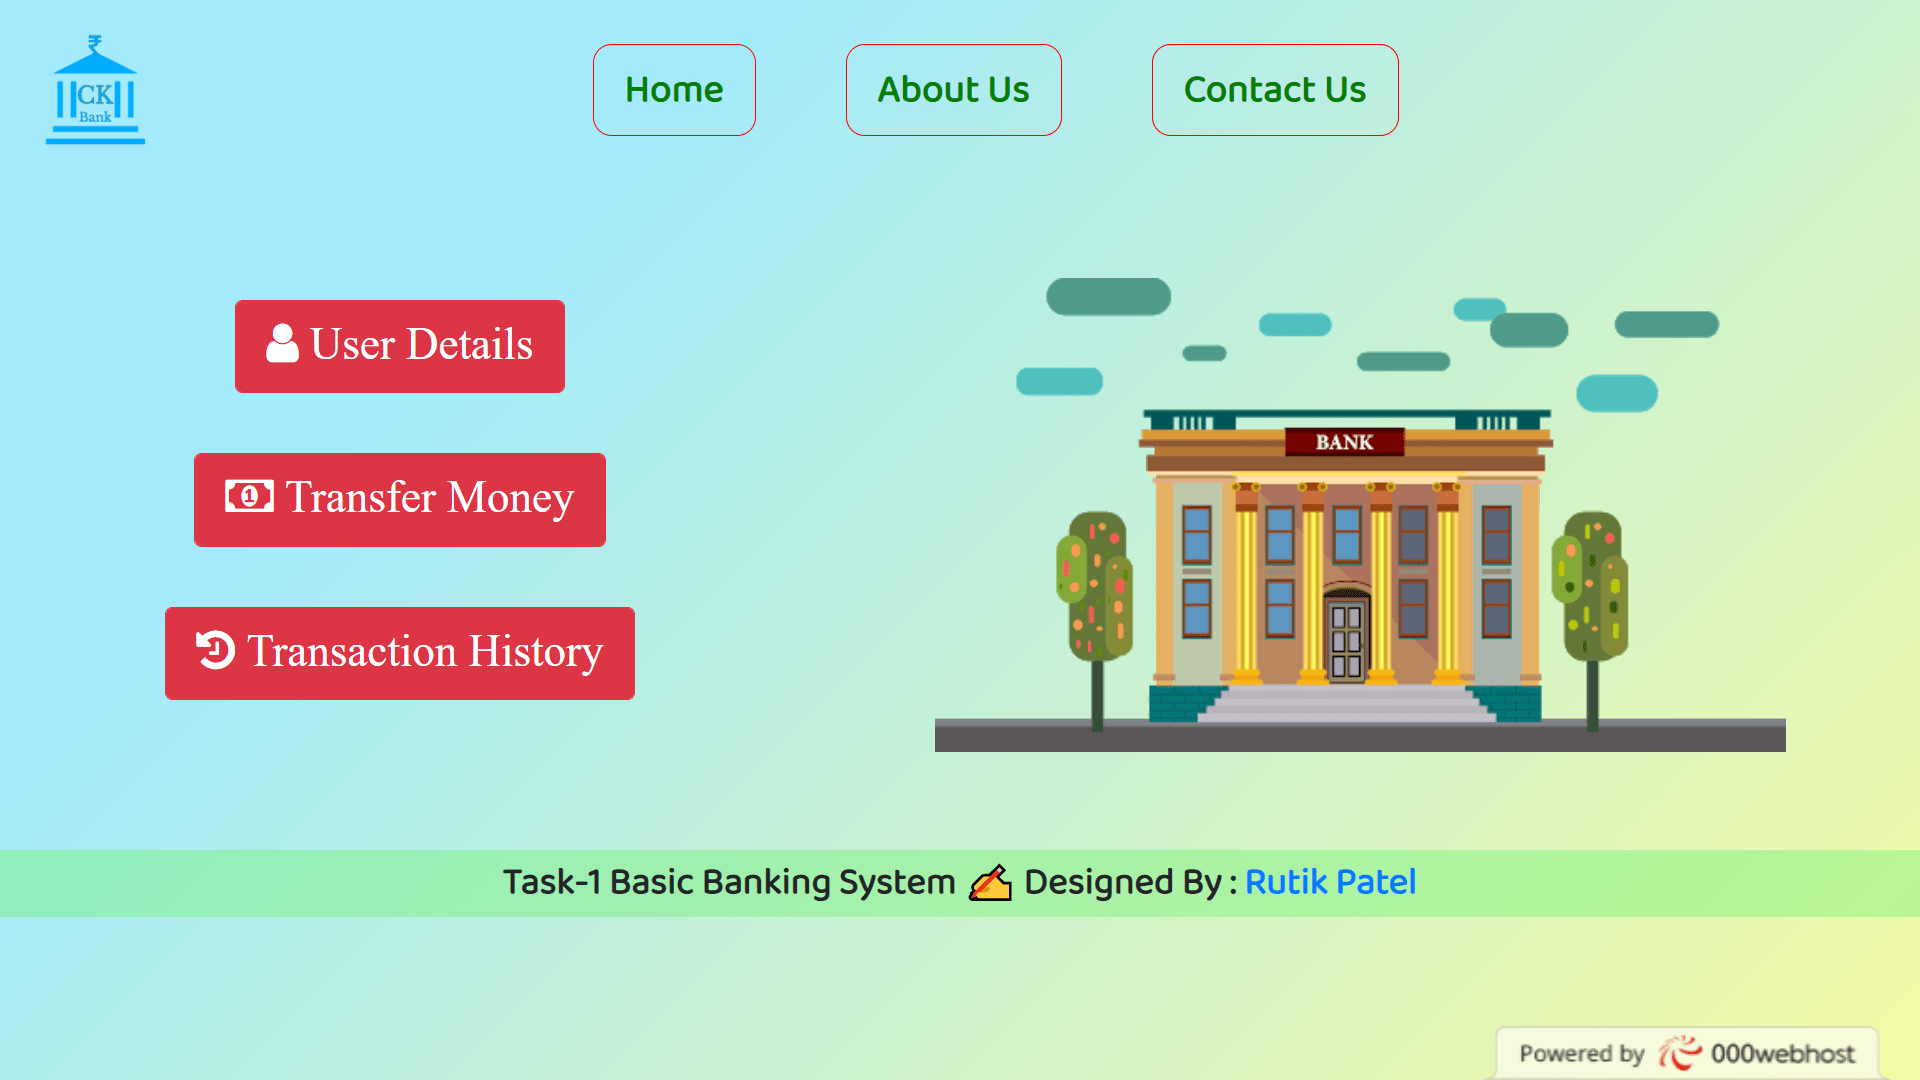 CK
Bank
Home
About Us
Contact Us
User Details
Transfer Money
Transaction History
BANK
Task-1 Basic Banking System ✍ Designed By : Rutik Patel
Powered by 000webhost